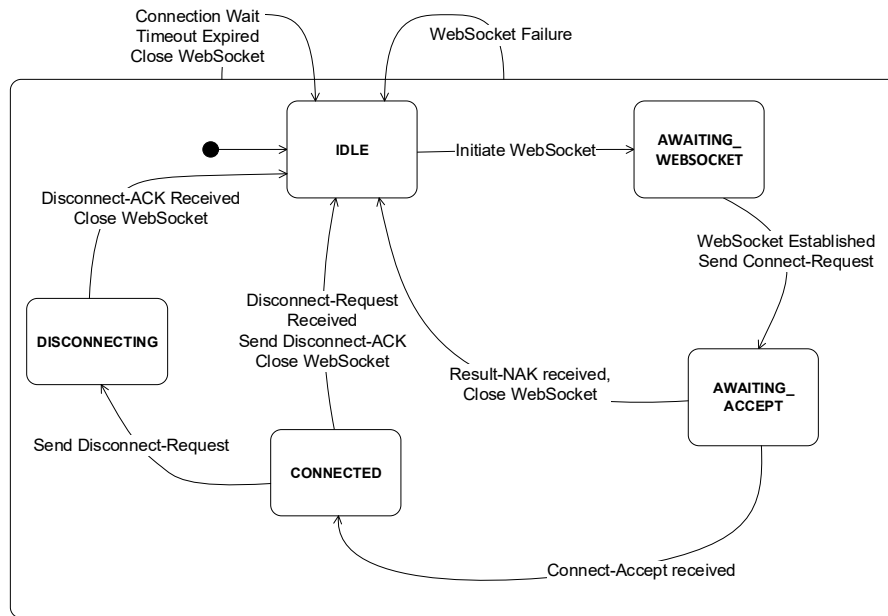 Connection Wait
Timeout Expired
Close WebSocket
WebSocket Failure
IDLE
Initiate WebSocket
AWAITING_
WEBSOCKET
Disconnect-ACK Received
Close WebSocket
WebSocket Established
Send Connect-Request
DISCONNECTING
Disconnect-Request
Received
Send Disconnect-ACK
Close WebSocket
Result-NAK received,
Close WebSocket
AWAITING_
ACCEPT
Send Disconnect-Request
CONNECTED
Connect-Accept received